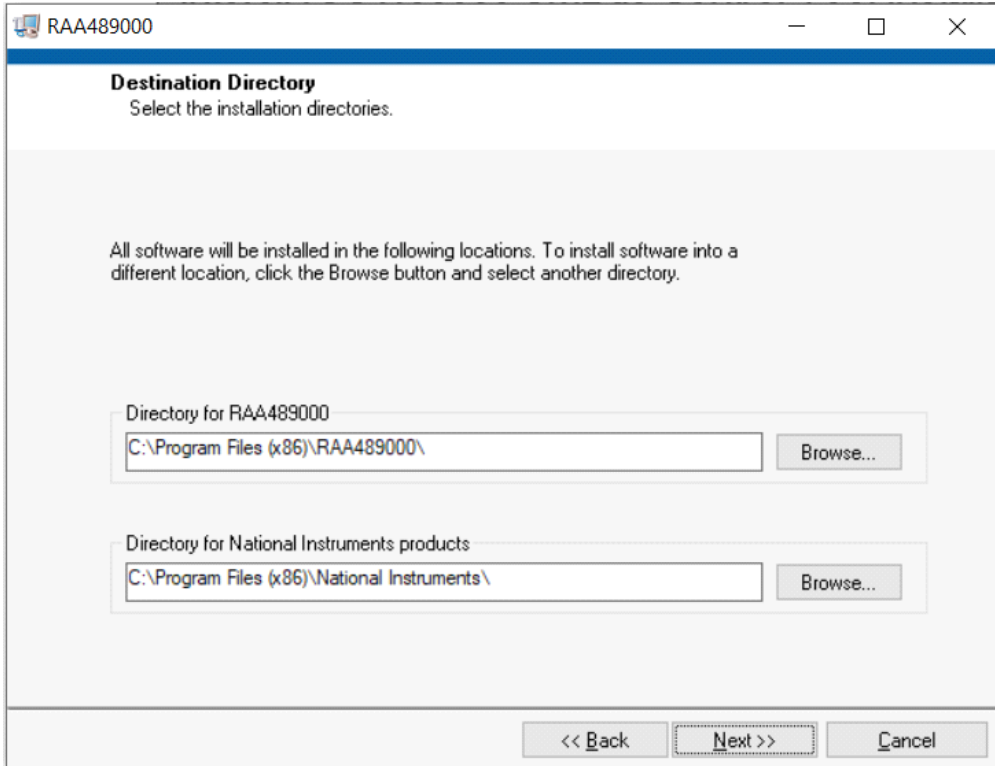 RAA489000
Destination Directory
Select the installation directories.
All software will be installed in the following locations. To install software into a
different location, click the Browse button and select another directory.
Directory for RAA489000
C:\Program Files (x86)\RAA489000\
Browse...
Directory for National Instruments products
C:\Program Files (x86)\National Instruments\
Browse...
<< Back
Next >>
Cancel